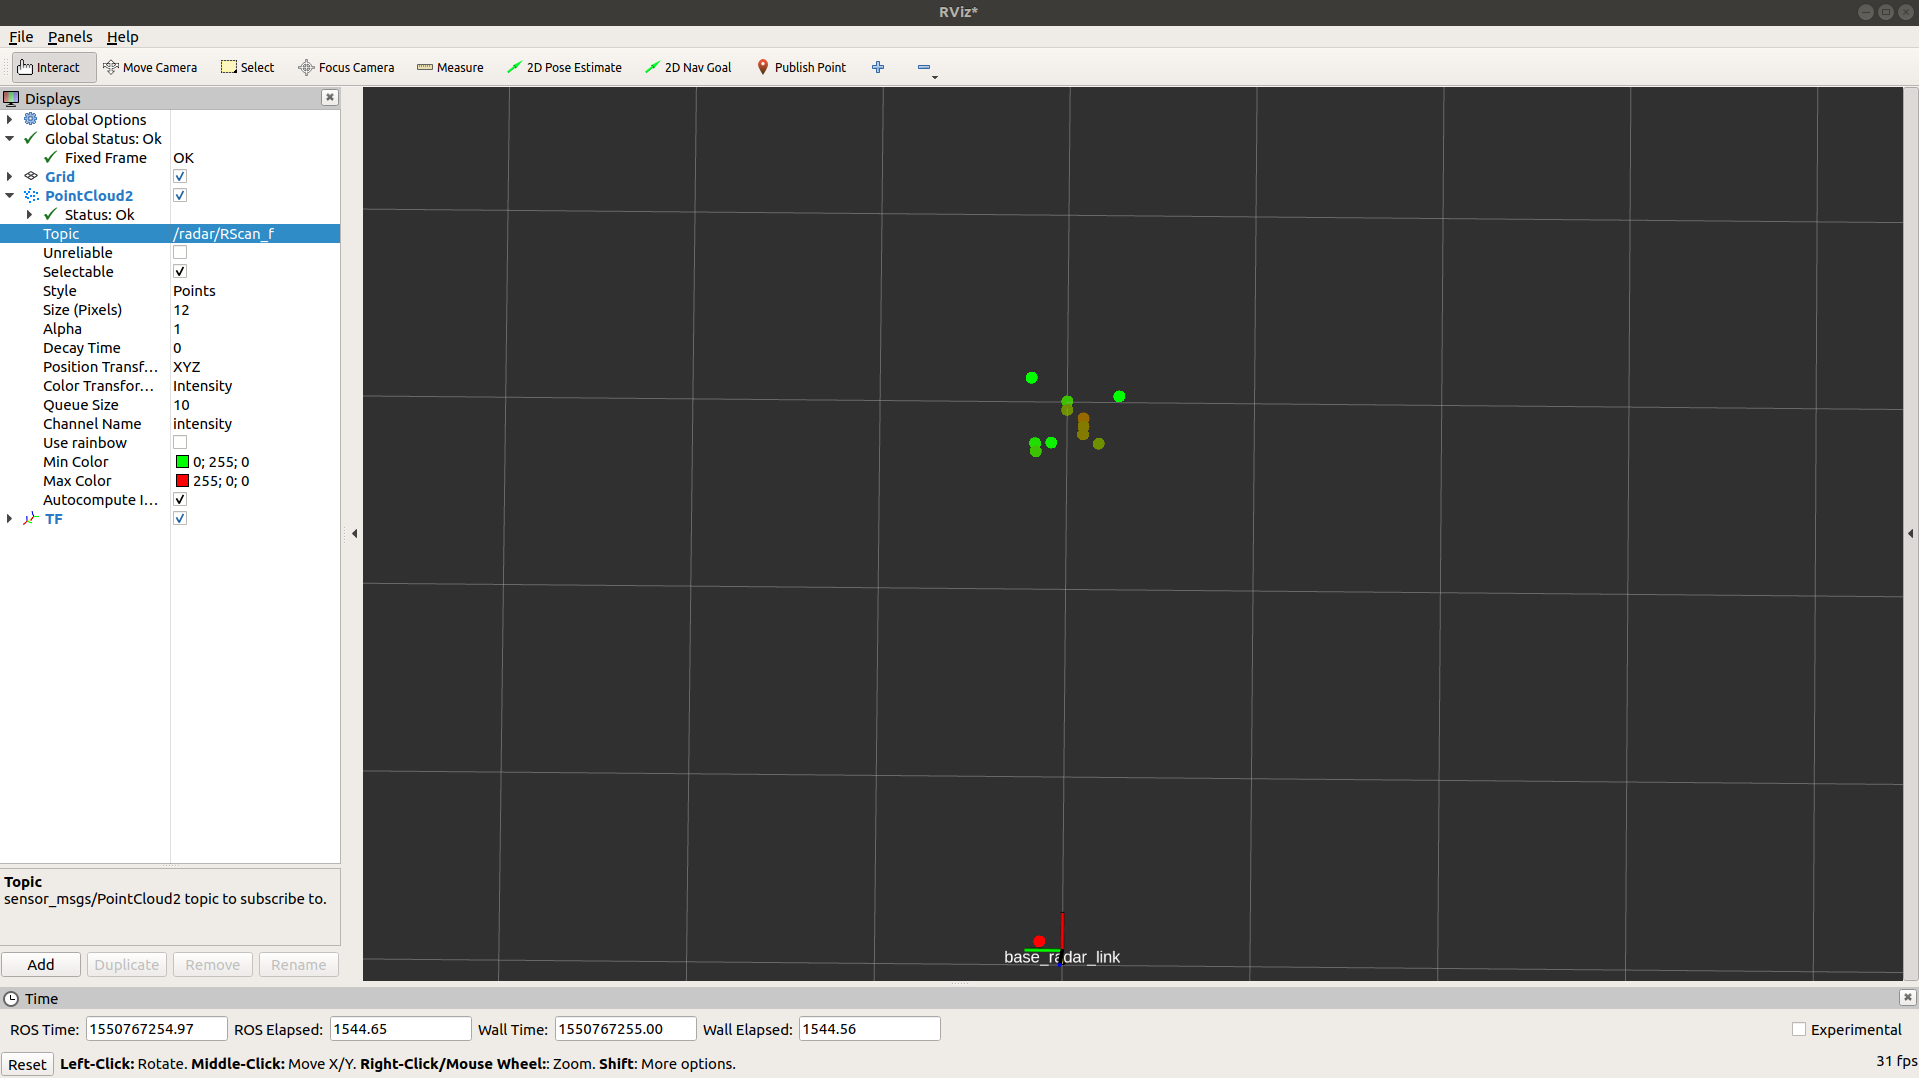 RViz*
File Panels Help
Interact Move Camera Select Focus Camera Measure 2D Pose Estimate 2D Nav Goal Publish Point
Displays
Global Options
Global Status: Ok
Fixed Frame OK
Grid
PointCloud2
Status: Ok
Topic /radar/RScan_f
Unreliable
Selectable
Style Points
Size (Pixels) 12
Alpha 1
Decay Time 0
Position Transf... XYZ
Color Transfor... Intensity
Queue Size 10
Channel Name intensity
Use rainbow
Min Color 0; 255; 0
Max Color 255; 0; 0
Autocompute I...
TF
Topic
sensor_msgs/PointCloud2 topic to subscribe to.
Add Duplicate Remove Rename
base_radar_link
Time
ROS Time: 1550767254.97 ROS Elapsed: 1544.65 Wall Time: 1550767255.00 Wall Elapsed: 1544.56 Experimental
Reset Left-Click: Rotate. Middle-Click: Move X/Y. Right-Click/Mouse Wheel:: Zoom. Shift: More options. 31 fps